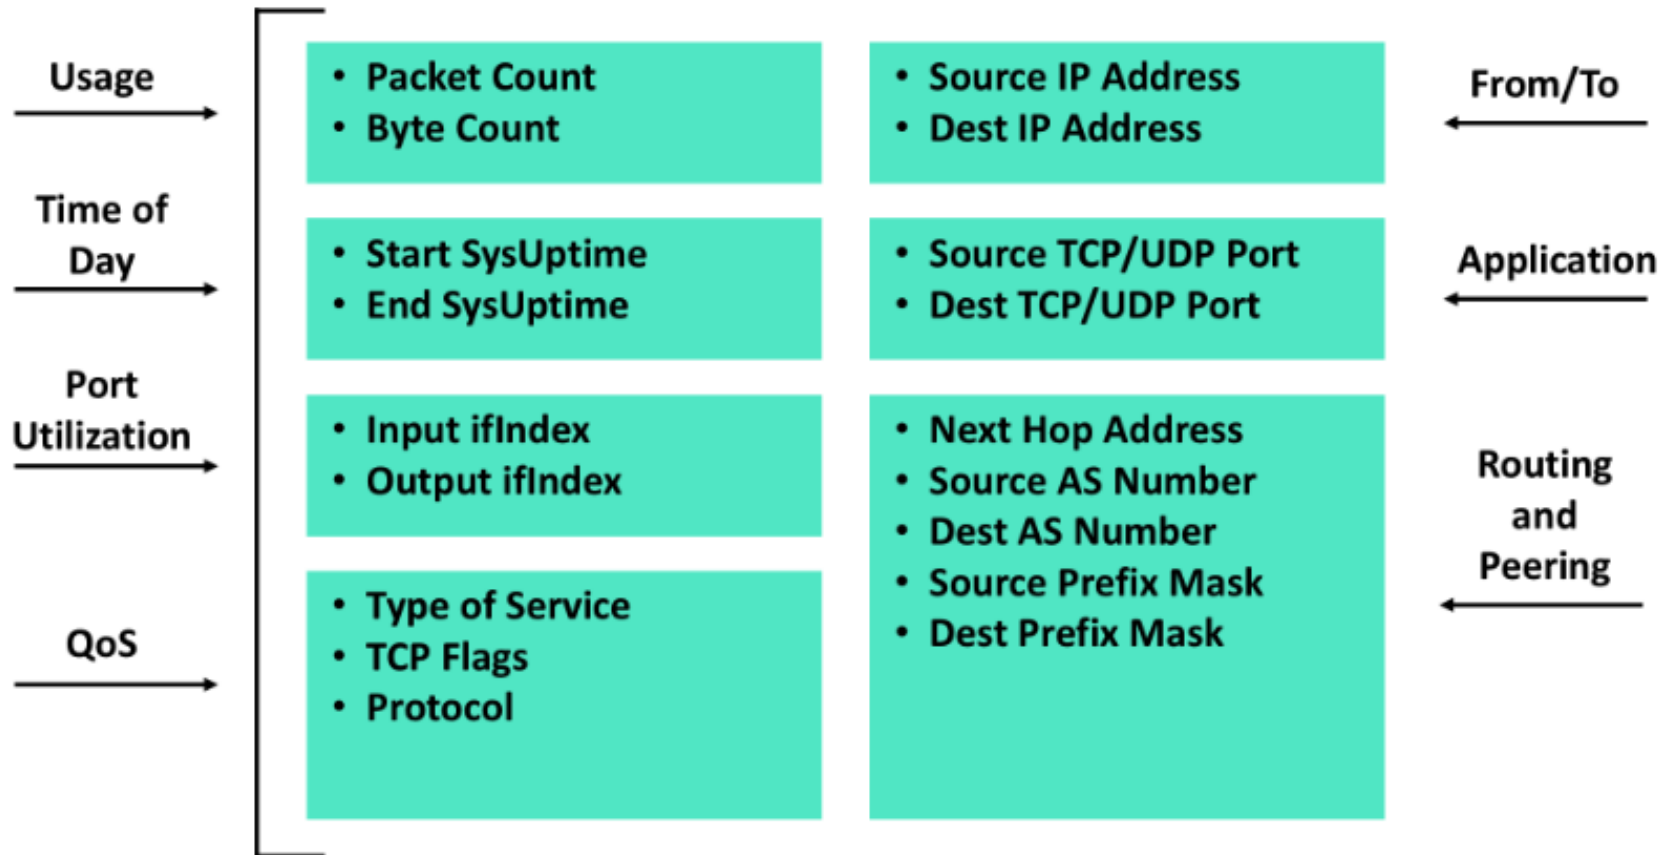 Usage
• Packet Count
• Byte Count
• Source IP Address
• Dest IP Address
From/To
Time of
Day
• Start SysUptime
• End SysUptime
• Source TCP/UDP Port
• Dest TCP/UDP Port
Application
Port
Utilization
• Input ifIndex
• Output ifIndex
• Next Hop Address
• Source AS Number
• Dest AS Number
• Source Prefix Mask
• Dest Prefix Mask
Routing
and
Peering
QoS
• Type of Service
• TCP Flags
• Protocol